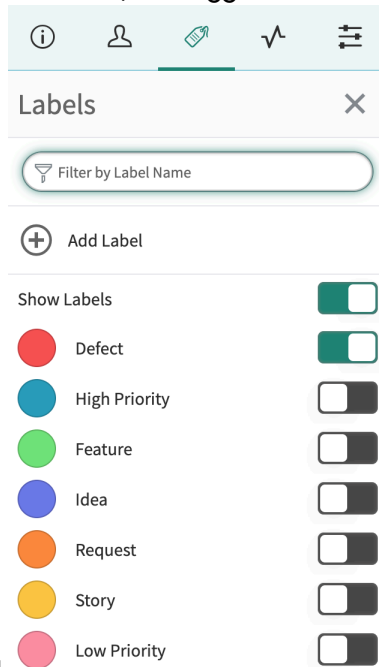 Labels
Filter by Label Name
Add Label
Show Labels
Defect
High Priority
Feature
Idea
Request
Story
Low Priority